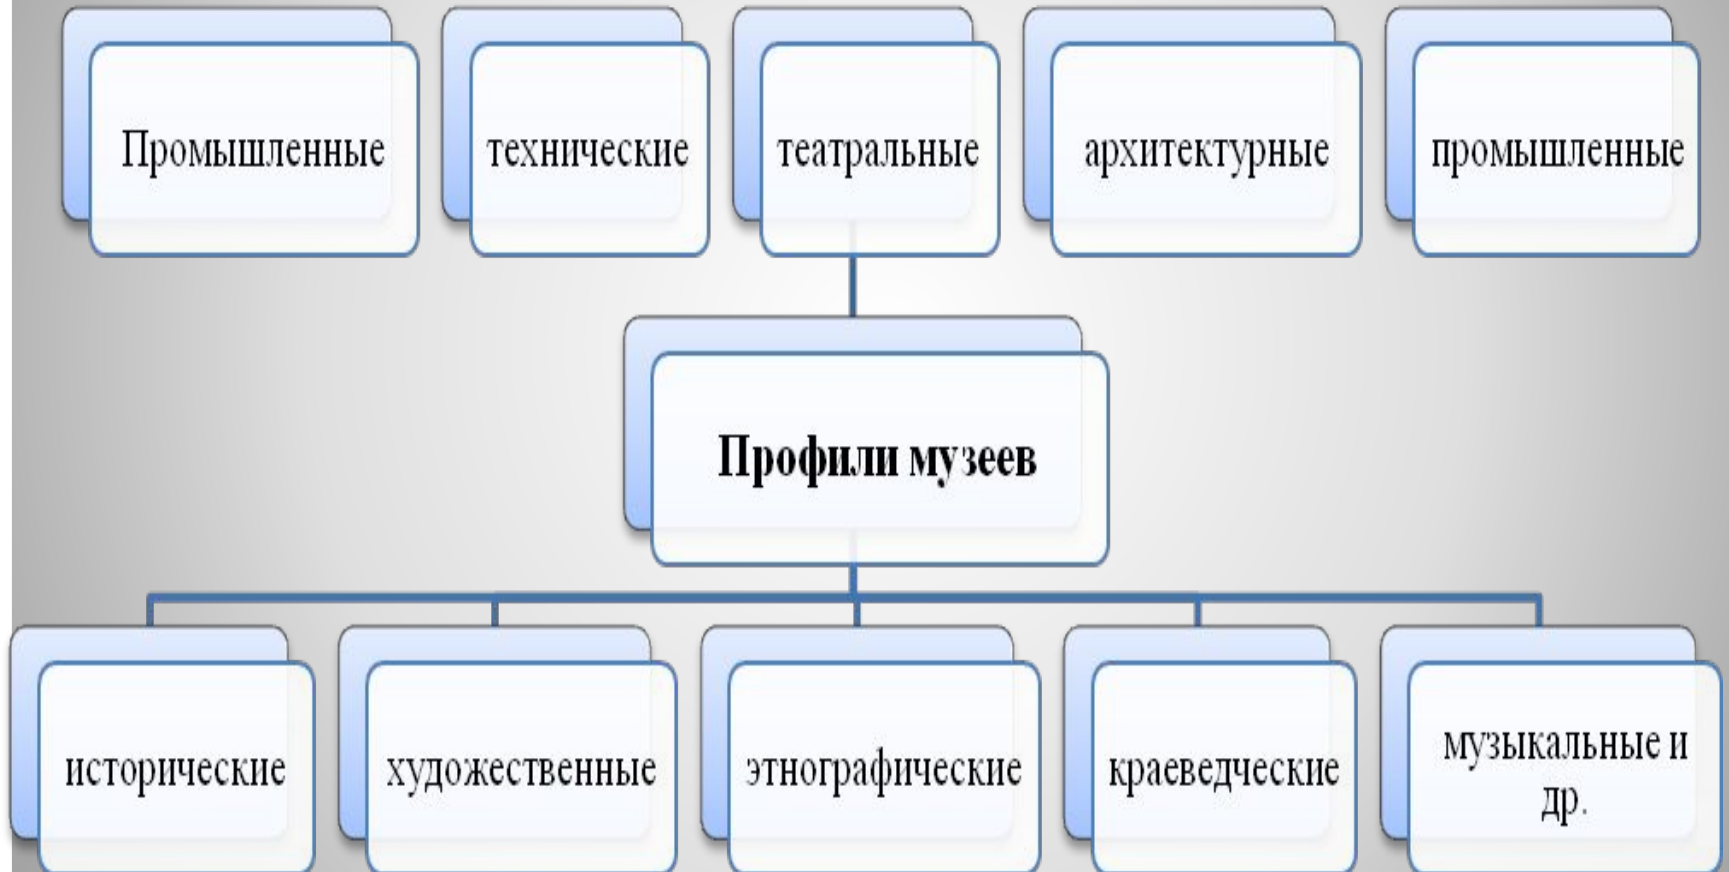 Промышленные
технические
театральные
архитектурные
промышленные
Профили музеев
исторические
художественные
этнографические
краеведческие
музыкальные и
др.